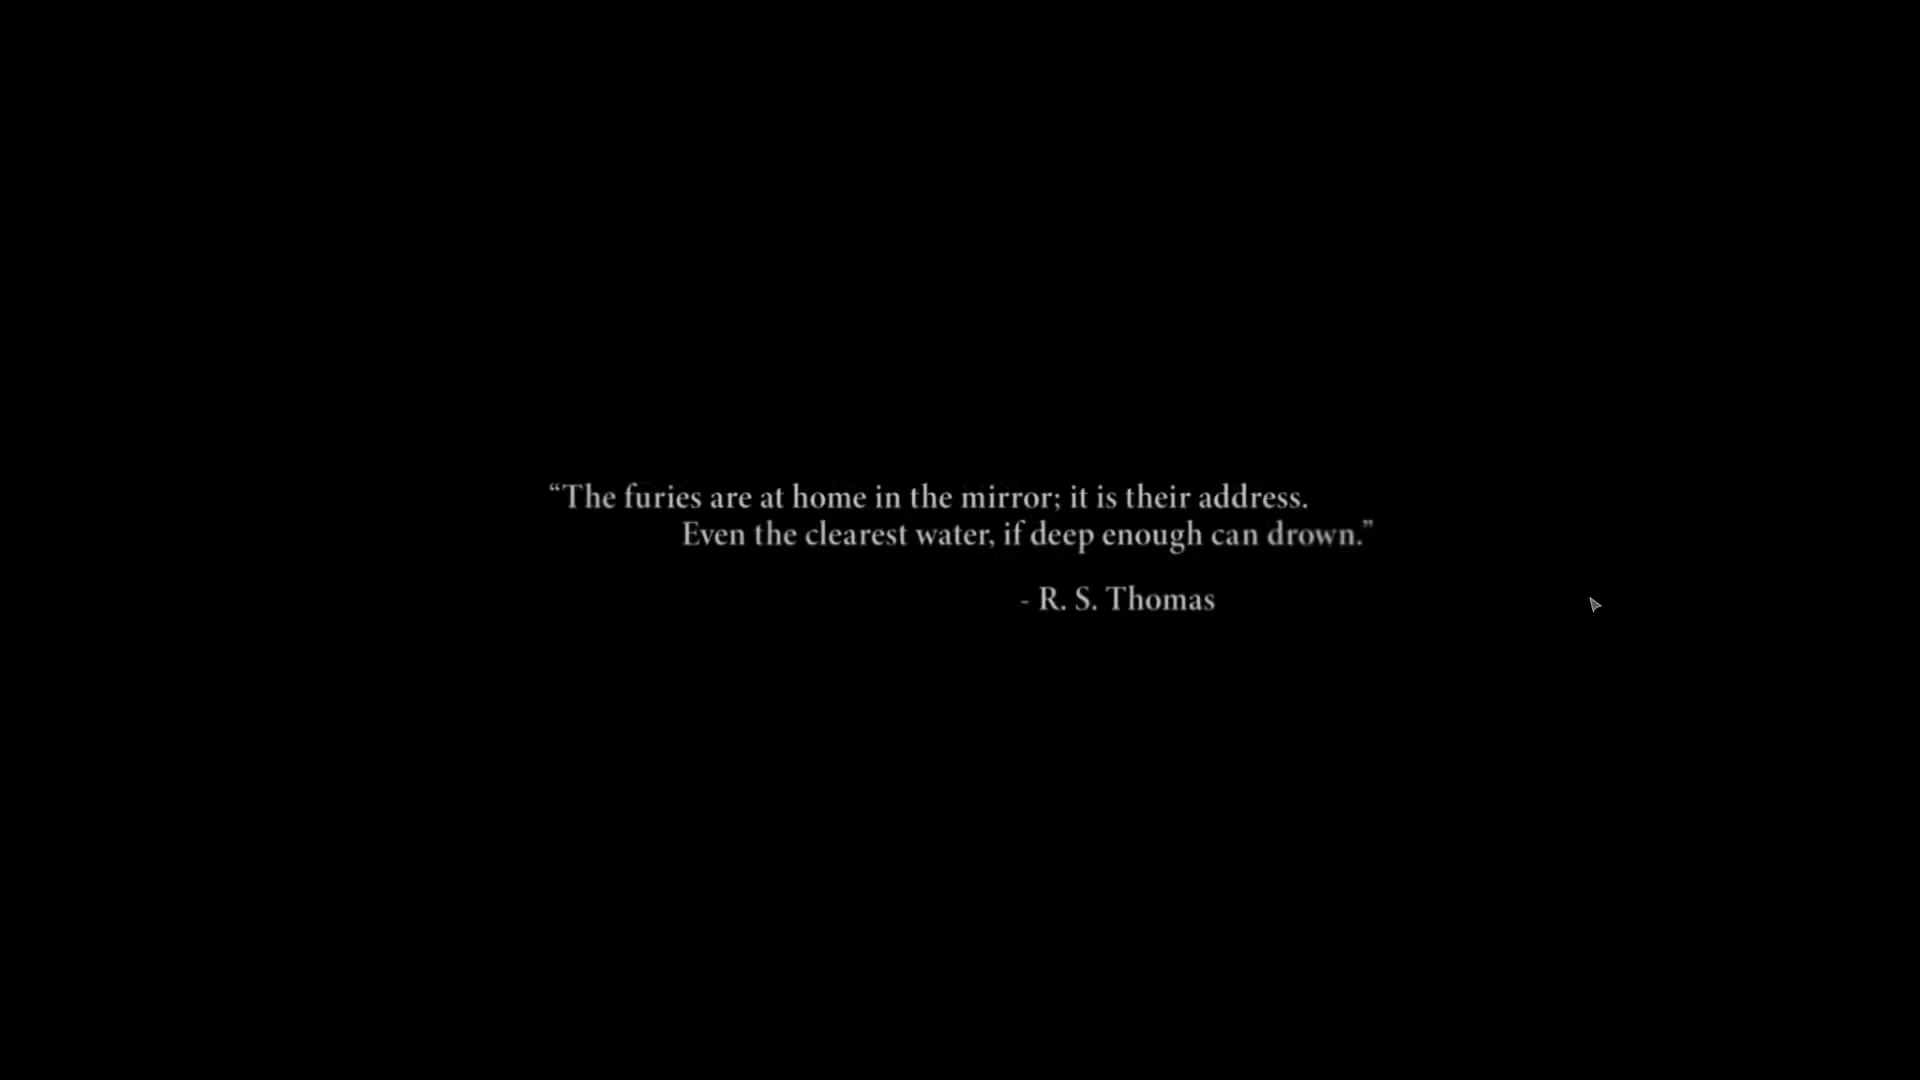 “The furies are at home in the mirror; it is their address.
Even the clearest water, if deep enough can drown.”
- R. S. Thomas